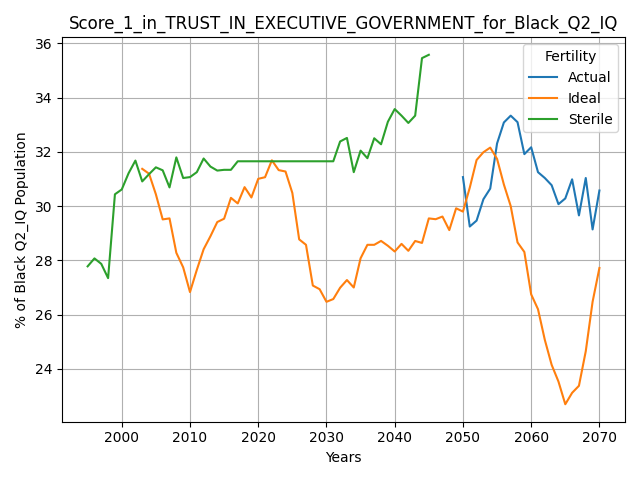 Score_1_in_TRUST_IN_EXECUTIVE_GOVERNMENT_for_Black_Q2_IQ
Fertility
Actual
Ideal
Sterile
% of Black Q2_IQ Population
36
34
32
30
28
26
24
2000
2010
2020
2030
2040
2050
2060
2070
Years